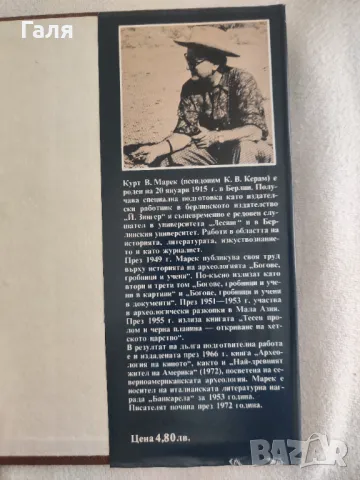 Галя
Курт В. Марек (псевдоним К. В. Керам) е
роден на 20 януари 1915 г. в Берлин. Полу-
чава специална подготовка като издателски
работник в берлинското издателство
„Й. Зингер“ и същевременно е редовен слу-
шател в университета „Лесинг“ и в Бер-
линския университет. Работи в областта на
историята, литературата, изкуствознание-
то и като журналист.
През 1949 г. Марек публикува своя труд
върху историята на археологията „Богове,
гробници и учени“. По-късно излизат като
втори и трети том „Богове, гробници и уче-
ни в картини“ и „Богове, гробници и учени
в документи“. През 1951—1953 г. участва
в археологически разкопки в Мала Азия.
През 1955 г. излиза книгата „Тесен про-
лом и черна планина — откриване на хет-
ското царство“.
В резултат на дълга подготвителна работа
е и издадената през 1966 г. книга „Архео-
логия на киното“, както и „Най-древният
жител на Америка“ (1972), посветена на се-
верноамериканската археология. Марек е
носител на италианската литературна на-
града „Банкарела“ за 1953 година.
Писателят почина през 1972 година.
Цена 4,80 лв.
bazar.bg